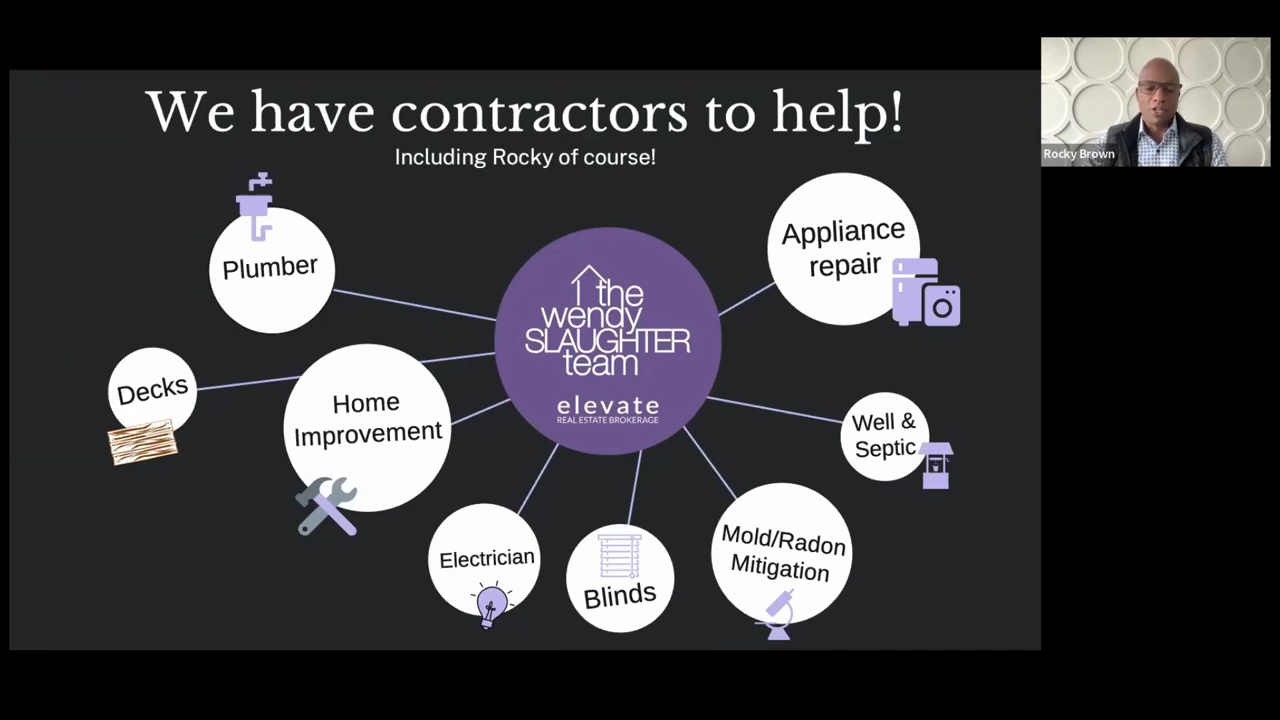 We have contractors to help!
Including Rocky of course!
Rocky Brown
Plumber
Appliance
repair
the
wendy
SLAUGHTER
team
elevate
REAL ESTATE BROKERAGE
Decks
Home
Improvement
Well &
Septic
Electrician
Blinds
Mold/Radon
Mitigation